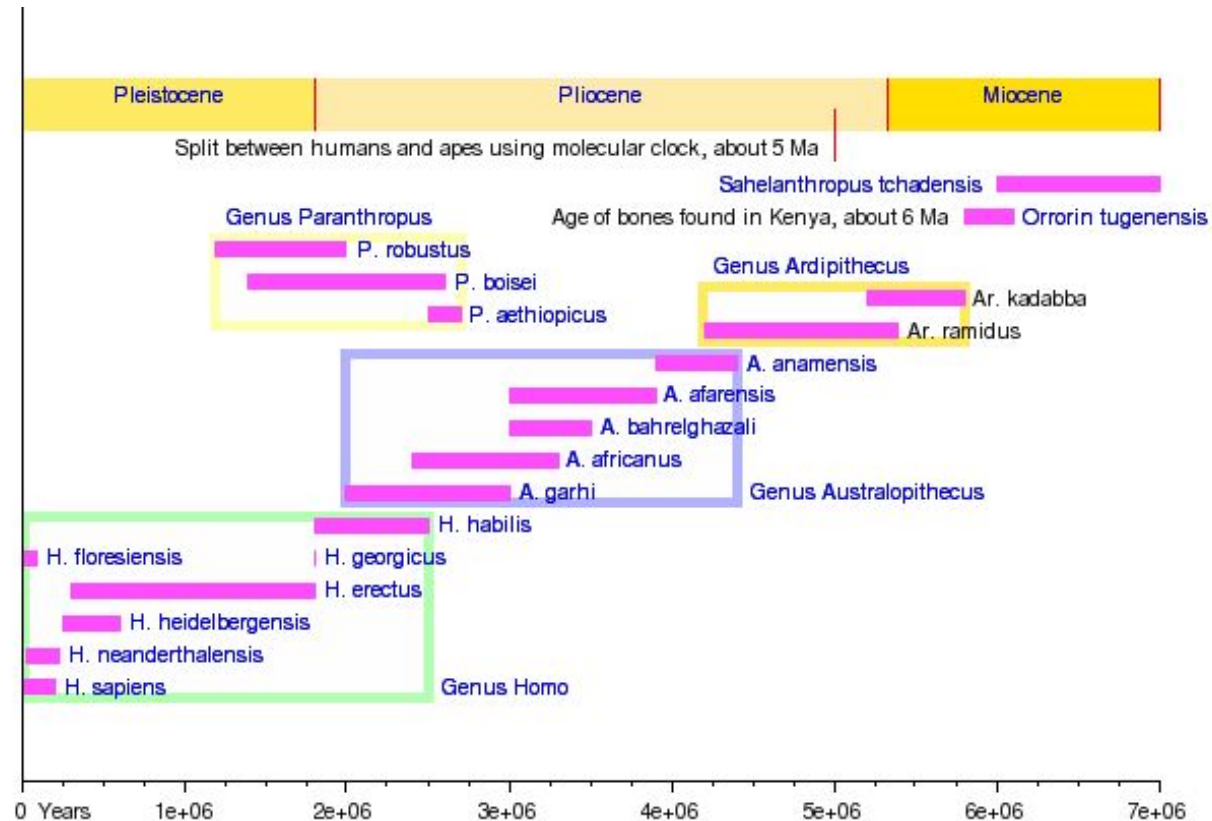 Pleistocene Pliocene Miocene
Split between humans and apes using molecular clock, about 5 Ma
Sahelanthropus tchadensis
Genus Paranthropus Age of bones found in Kenya, about 6 Ma Orrorin tugenensis
P. robustus
Genus Ardipithecus
P. boisei
Ar. kadabba
P. aethiopicus
Ar. ramidus
A. anamensis
A. afarensis
A. bahrelghazali
A. africanus
A. garhi Genus Australopithecus
H. habilis
H. floresiensis H. georgicus
H. erectus
H. heidelbergensis
H. neanderthalensis
H. sapiens Genus Homo
0 Years 1e+06 2e+06 3e+06 4e+06 5e+06 6e+06 7e+06